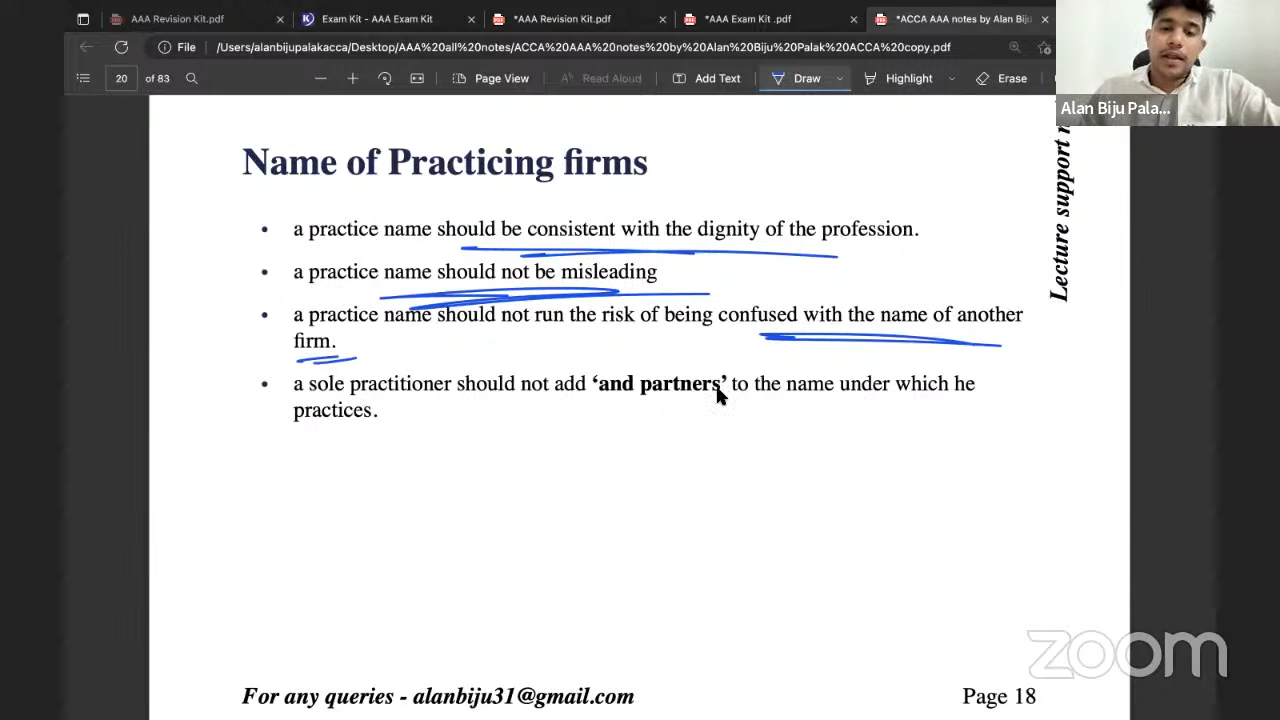 AAA Revision Kit.pdf
Exam Kit - AAA Exam Kit
*AAA Revision Kit.pdf
*AAA Exam Kit .pdf
*ACCA AAA notes by Alan Biju
File
/Users/alanbijupalakacca/Desktop/AAA%20all%20notes/ACCA%20AAA%20notes%20by%20Alan%20Biju%20Palak%20ACCA%20copy.pdf
20 of 83
Page View
Read Aloud
Add Text
Draw
Highlight
Erase
Alan Biju Pala...
Name of Practicing firms
• a practice name should be consistent with the dignity of the profession.
• a practice name should not be misleading
• a practice name should not run the risk of being confused with the name of another
firm.
• a sole practitioner should not add ‘and partners’ to the name under which he
practices.
Lecture support
zoom
For any queries - alanbiju31@gmail.com
Page 18